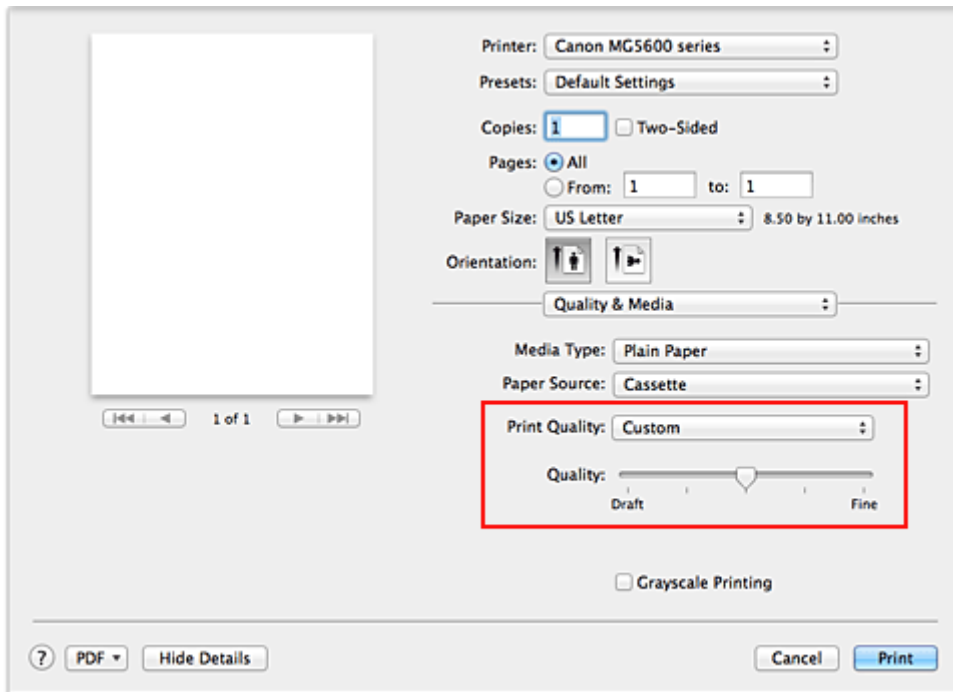 Printer: Canon MG5600 series
Presets: Default Settings
Copies: 1 Two-Sided
Pages: All
From: 1 to: 1
Paper Size: US Letter 8.50 by 11.00 inches
Orientation:
Quality & Media
Media Type: Plain Paper
Paper Source: Cassette
1 of 1
Print Quality: Custom
Quality:
Draft Fine
Grayscale Printing
? PDF Hide Details Cancel Print